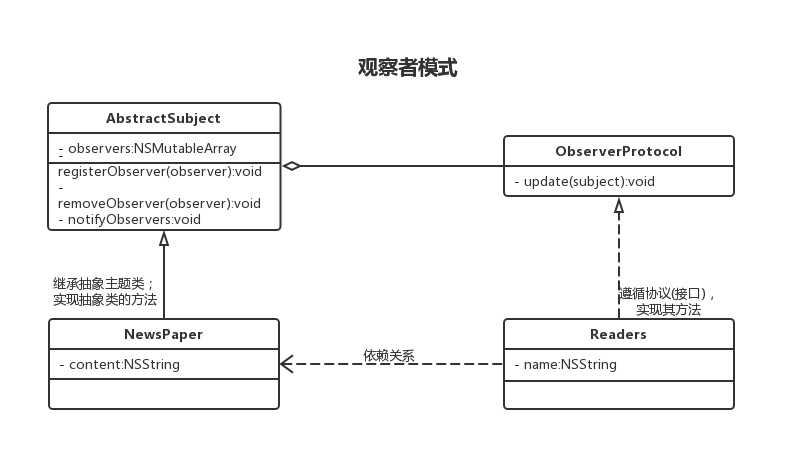 观察者模式
AbstractSubject
- observers:NSMutableArray
-
registerObserver(observer):void
-
removeObserver(observer):void
- notifyObservers:void
ObserverProtocol
- update(subject):void
继承抽象主题类；
实现抽象类的方法
遵循协议(接口)，
实现其方法
NewsPaper
- content:NSString
依赖关系
Readers
- name:NSString